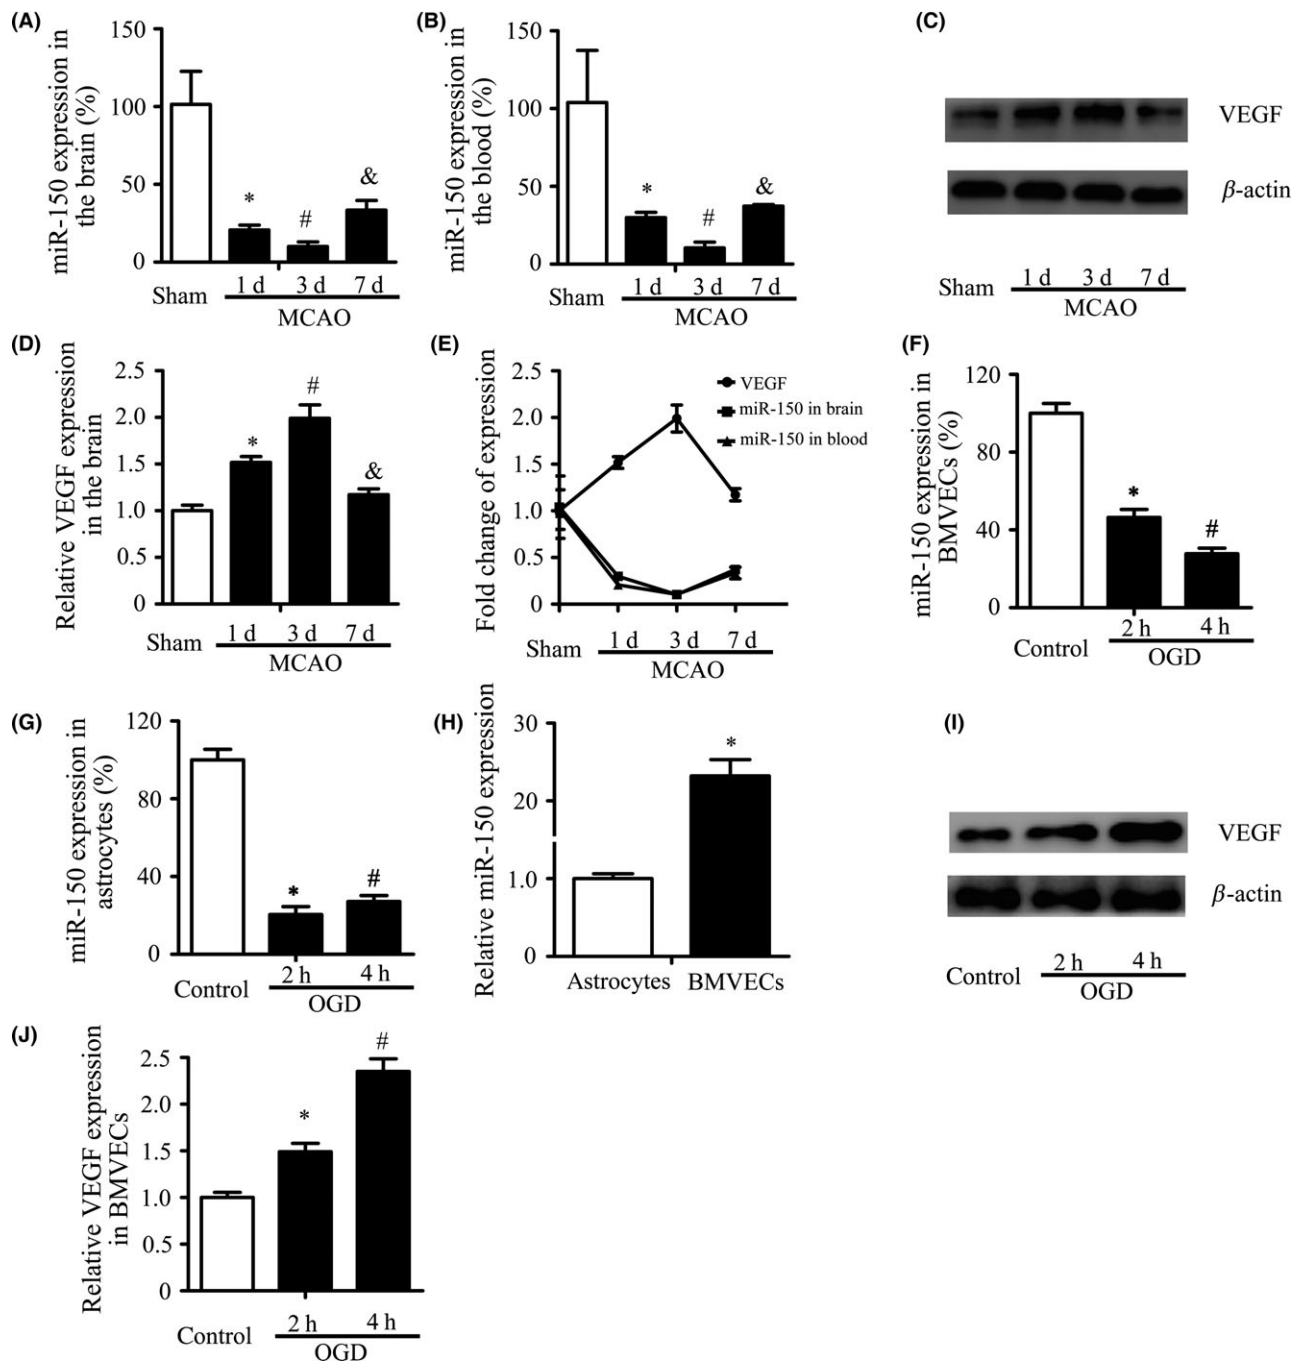 (A)
miR-150 expression in
the brain (%)
150
100
50
0
*
#
&
Sham
1 d
3 d
7 d
MCAO
(B)
miR-150 expression in
the blood (%)
150
100
50
0
*
#
&
Sham
1 d
3 d
7 d
MCAO
(C)
VEGF
β-actin
Sham
1 d
3 d
7 d
MCAO
(D)
Relative VEGF expression
in the brain
2.5
2.0
1.5
1.0
0.5
0
*
#
&
Sham
1 d
3 d
7 d
MCAO
(E)
Fold change of expression
2.5
2.0
1.5
1.0
0.5
0
VEGF
miR-150 in brain
miR-150 in blood
Sham
1 d
3 d
7 d
MCAO
(F)
miR-150 expression in
BMVECs (%)
120
80
40
0
*
#
Control
2 h
4 h
OGD
(G)
miR-150 expression in
astrocytes (%)
120
80
40
0
*
#
Control
2 h
4 h
OGD
(H)
Relative miR-150 expression
30
20
1.0
0
*
Astrocytes
BMVECs
(I)
VEGF
β-actin
Control
2 h
4 h
OGD
(J)
Relative VEGF expression
in BMVECs
2.5
2.0
1.5
1.0
0.5
0
*
#
Control
2 h
4 h
OGD